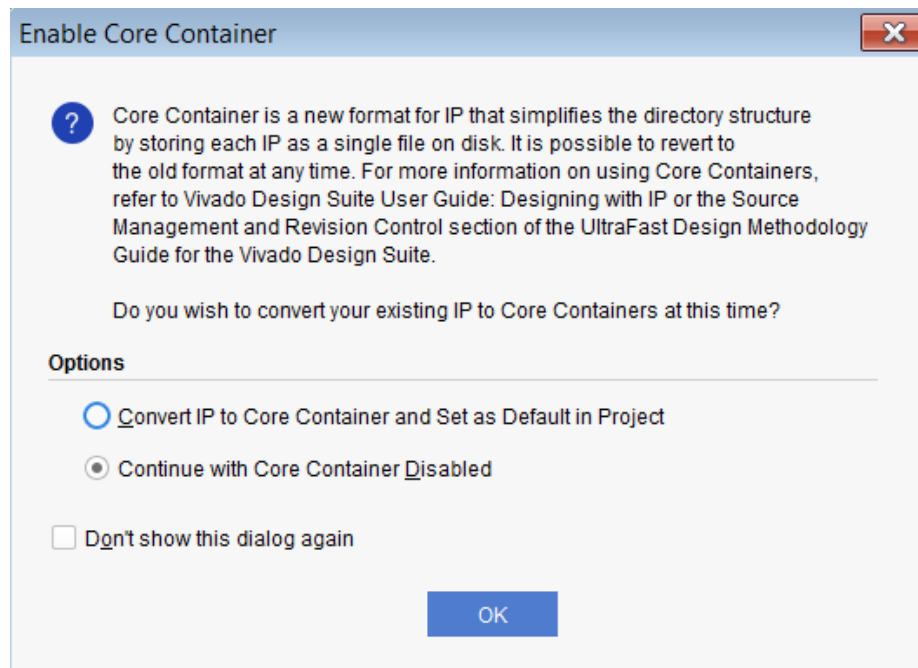 Enable Core Container
Core Container is a new format for IP that simplifies the directory structure
by storing each IP as a single file on disk. It is possible to revert to
the old format at any time. For more information on using Core Containers,
refer to Vivado Design Suite User Guide: Designing with IP or the Source
Management and Revision Control section of the UltraFast Design Methodology
Guide for the Vivado Design Suite.
Do you wish to convert your existing IP to Core Containers at this time?
Options
Convert IP to Core Container and Set as Default in Project
Continue with Core Container Disabled
Don't show this dialog again
OK